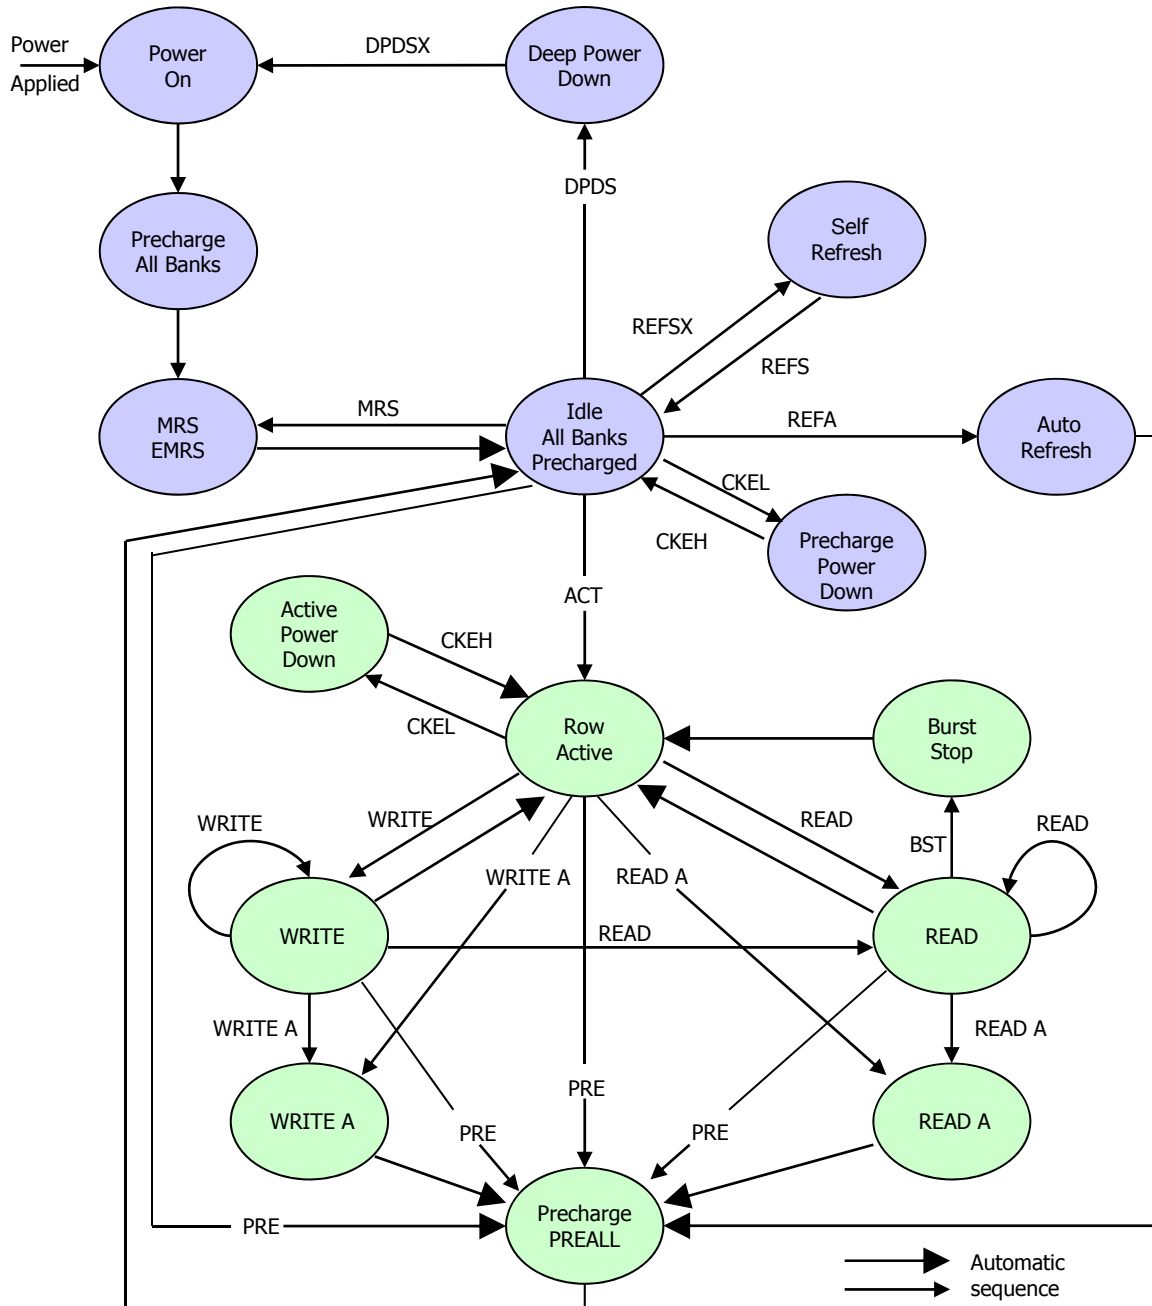 Power
Applied
Power
On
DPDSX
Deep Power
Down
DPDS
Precharge
All Banks
Self
Refresh
REFSX
REFS
MRS
EMRS
MRS
Idle
All Banks
Precharged
REFA
Auto
Refresh
CKEL
CKEH
Precharge
Power
Down
ACT
Active
Power
Down
CKEH
CKEL
Row
Active
Burst
Stop
WRITE
WRITE
READ
BST
READ
WRITE A
READ A
WRITE
READ
READ
WRITE A
READ A
WRITE A
PRE
READ A
PRE
PRE
PRE
Precharge
PREALL
Automatic
sequence